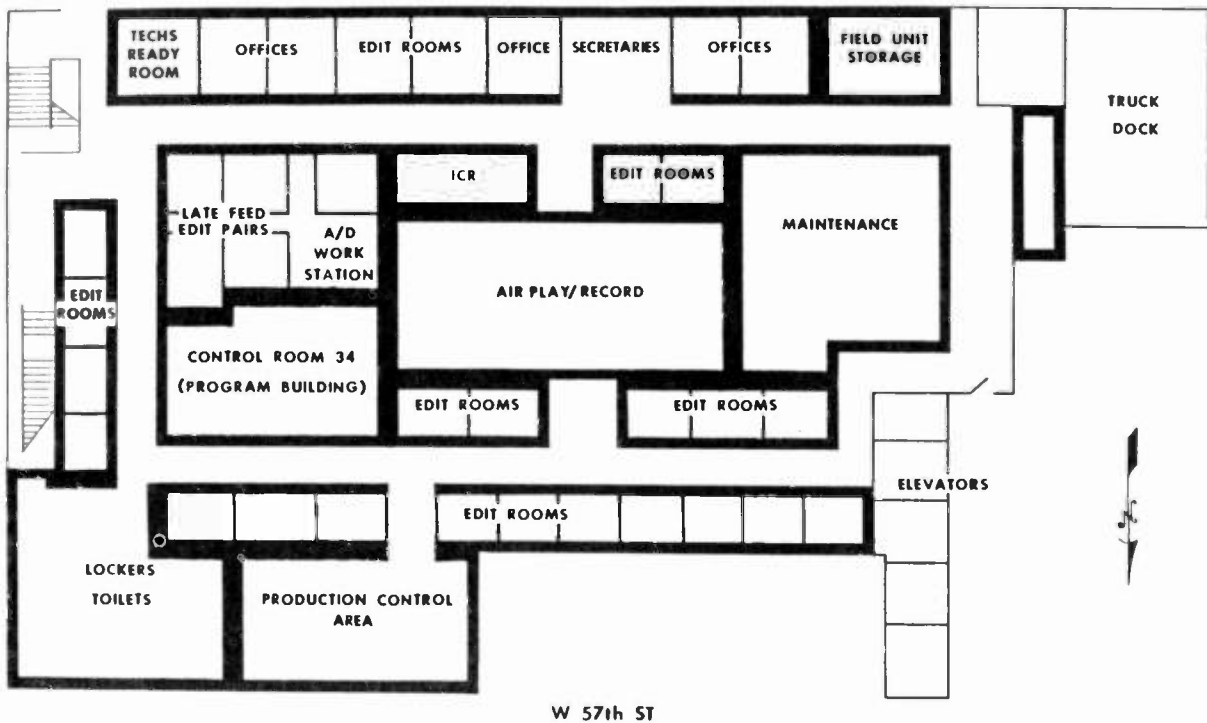 TECHS
READY
ROOM
OFFICES
EDIT ROOMS
OFFICE
SECRETARIES
OFFICES
FIELD UNIT
STORAGE
TRUCK
DOCK
ICR
EDIT ROOMS
LATE FEED
EDIT PAIRS
A/D
WORK
STATION
MAINTENANCE
EDIT
ROOMS
AIR PLAY/RECORD
CONTROL ROOM 34
(PROGRAM BUILDING)
EDIT ROOMS
EDIT ROOMS
ELEVATORS
N
EDIT ROOMS
LOCKERS
TOILETS
PRODUCTION CONTROL
AREA
W 57th ST